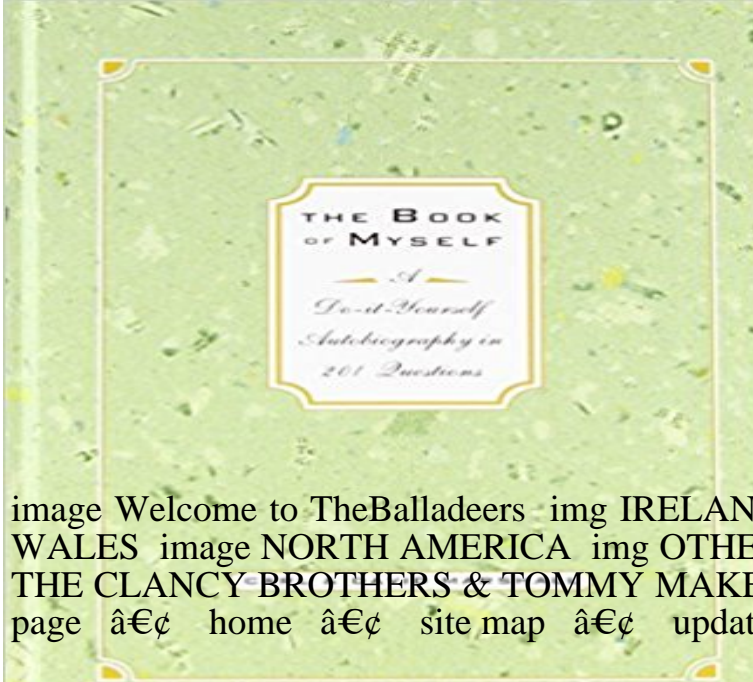 THE BOOK
OF MYSELF
A
Do-it-Yourself
Autobiography in
201 Questions
image Welcome to TheBalladeers  img IRELAN
WALES  image NORTH AMERICA  img OTHE
THE CLANCY BROTHERS & TOMMY MAKE
page  â€¢  home  â€¢  site map  â€¢  updat